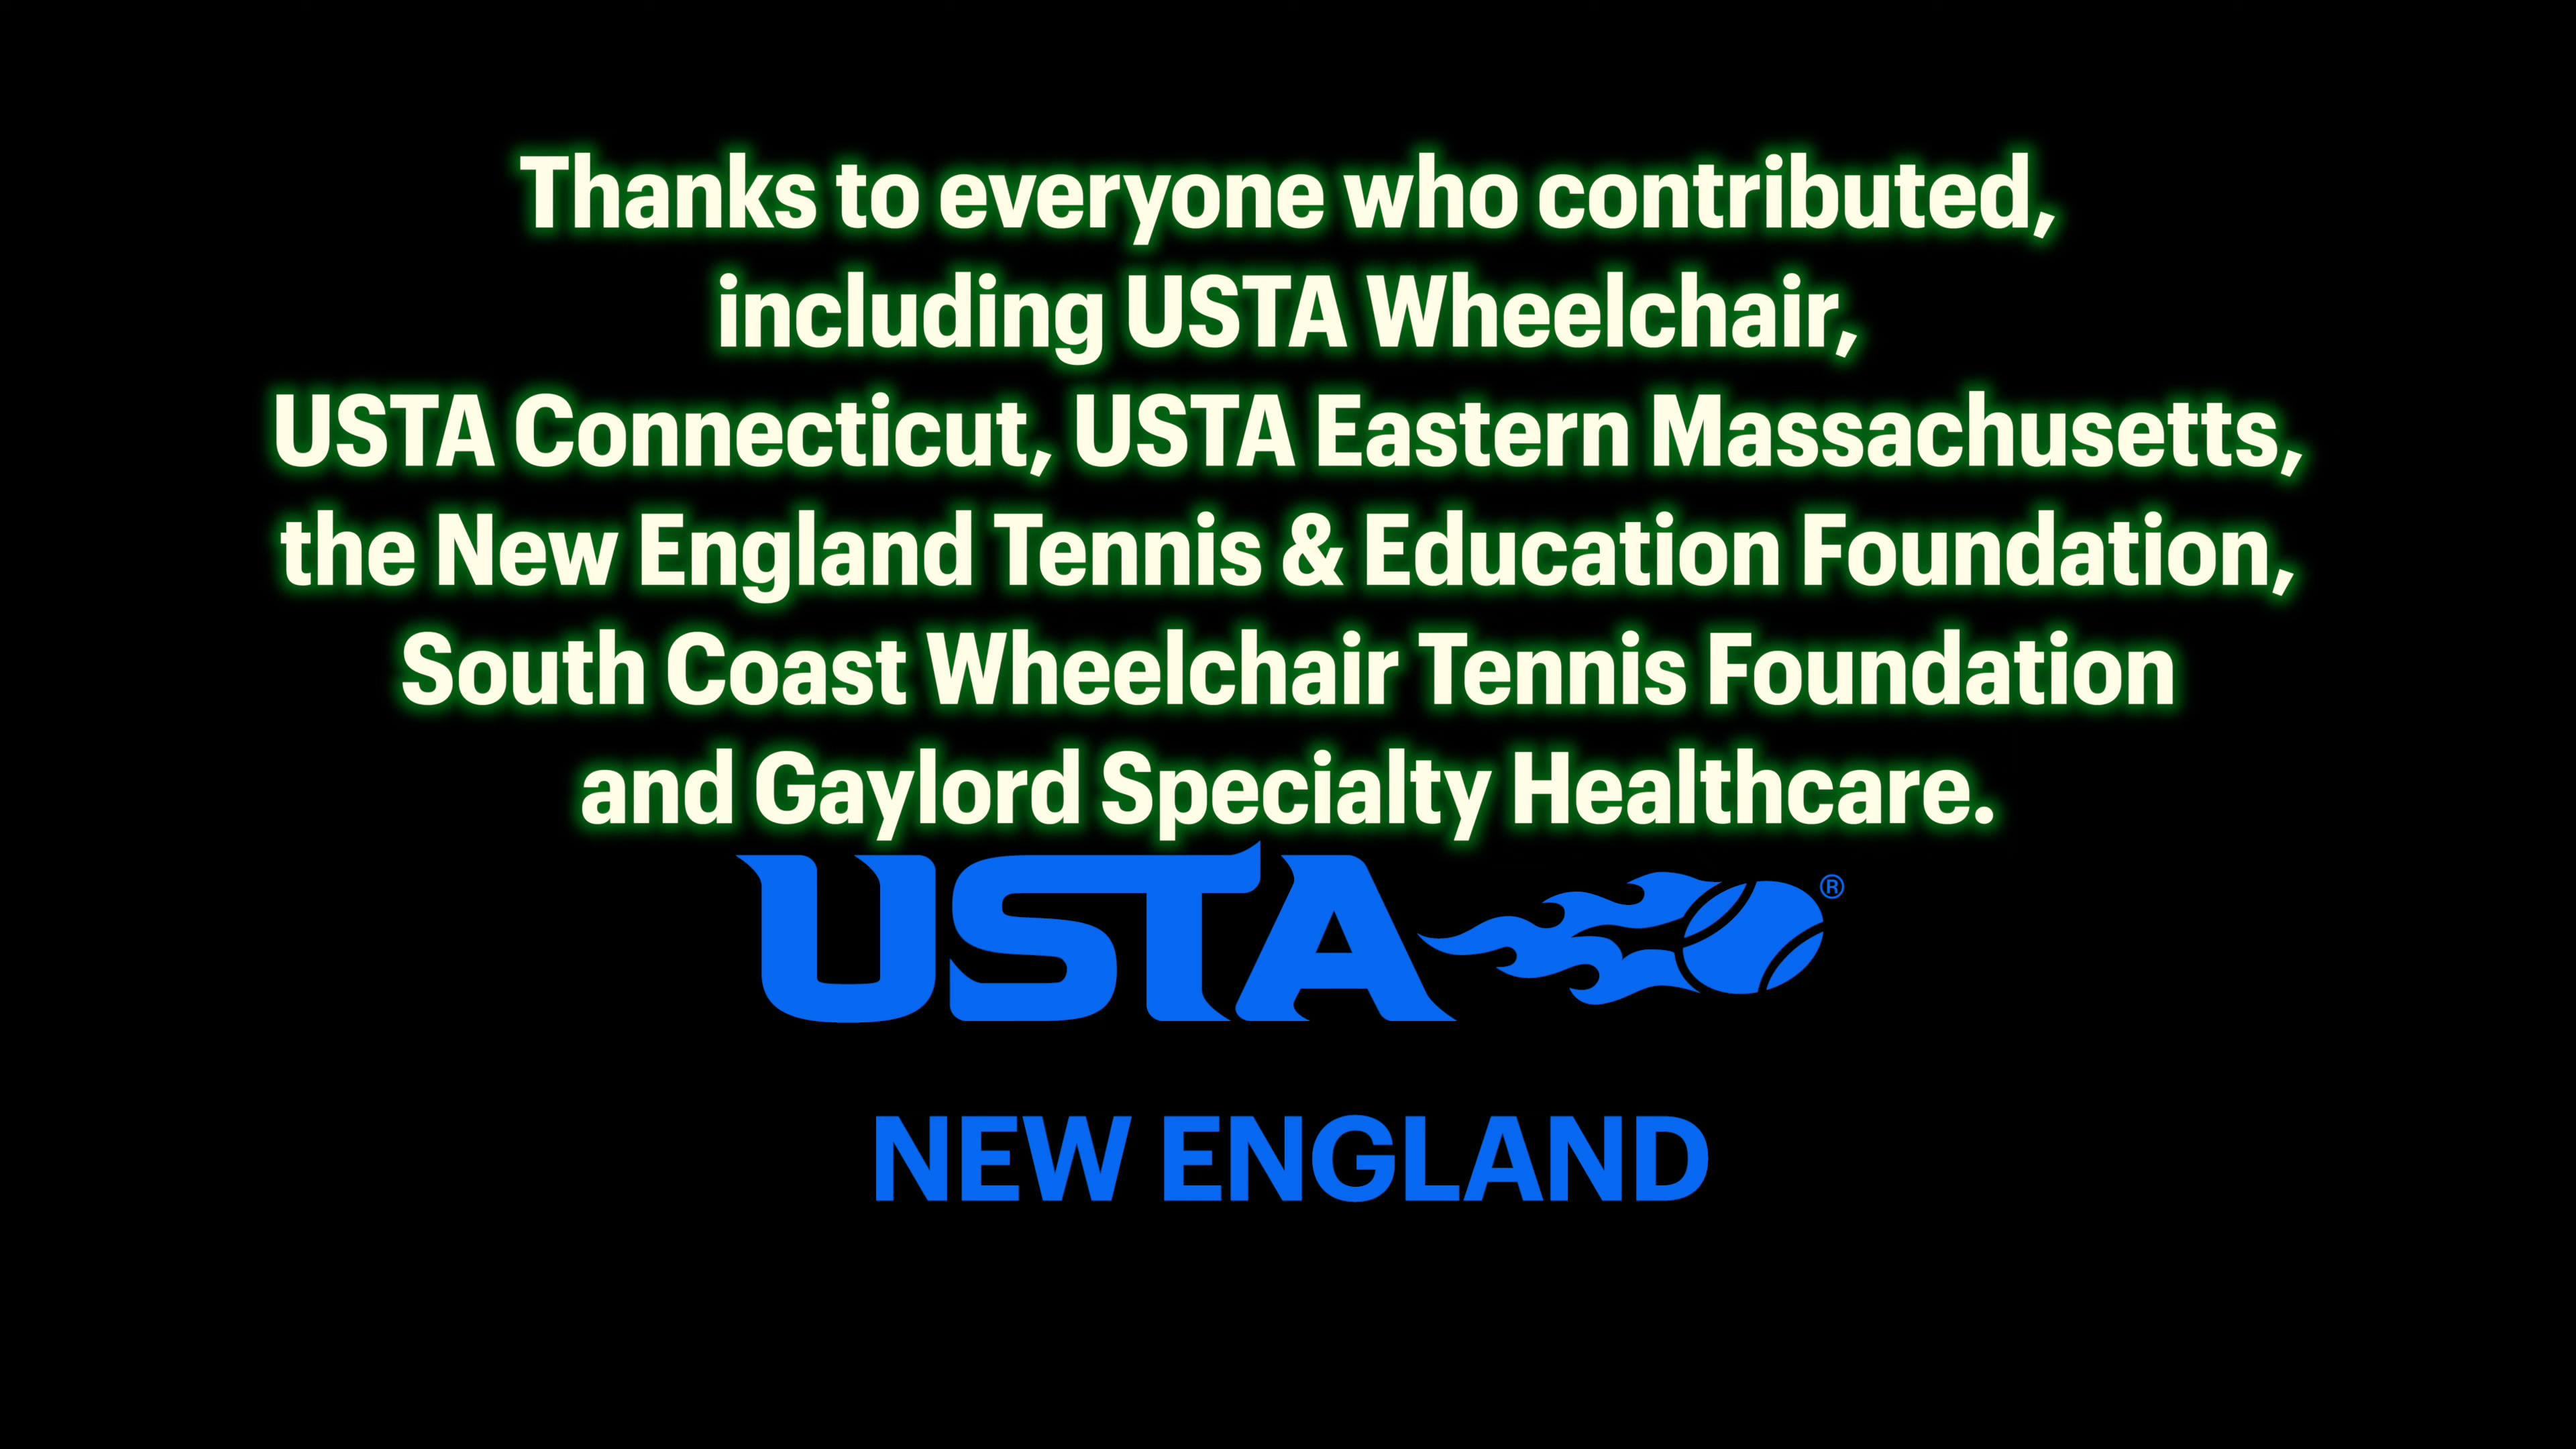 Thanks to everyone who contributed,
including USTA Wheelchair,
USTA Connecticut, USTA Eastern Massachusetts,
the New England Tennis & Education Foundation,
South Coast Wheelchair Tennis Foundation
and Gaylord Specialty Healthcare.
USTA ®
NEW ENGLAND